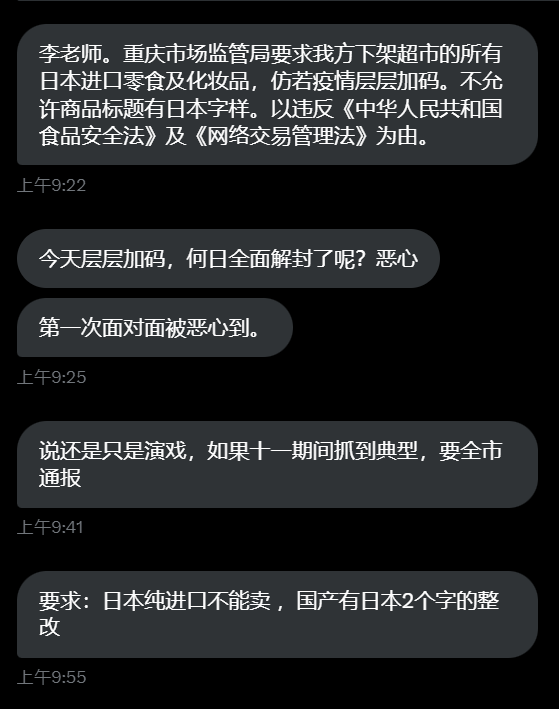 李老师。重庆市场监管局要求我方下架超市的所有
日本进口零食及化妆品，仿若疫情层层加码。不允
许商品标题有日本字样。以违反《中华人民共和国
食品安全法》及《网络交易管理法》为由。
上午9:22
今天层层加码，何日全面解封了呢？恶心
第一次面对面被恶心到。
上午9:25
说还是只是演戏，如果十一期间抓到典型，要全市
通报
上午9:41
要求：日本纯进口不能卖 ，国产有日本2个字的整
改
上午9:55